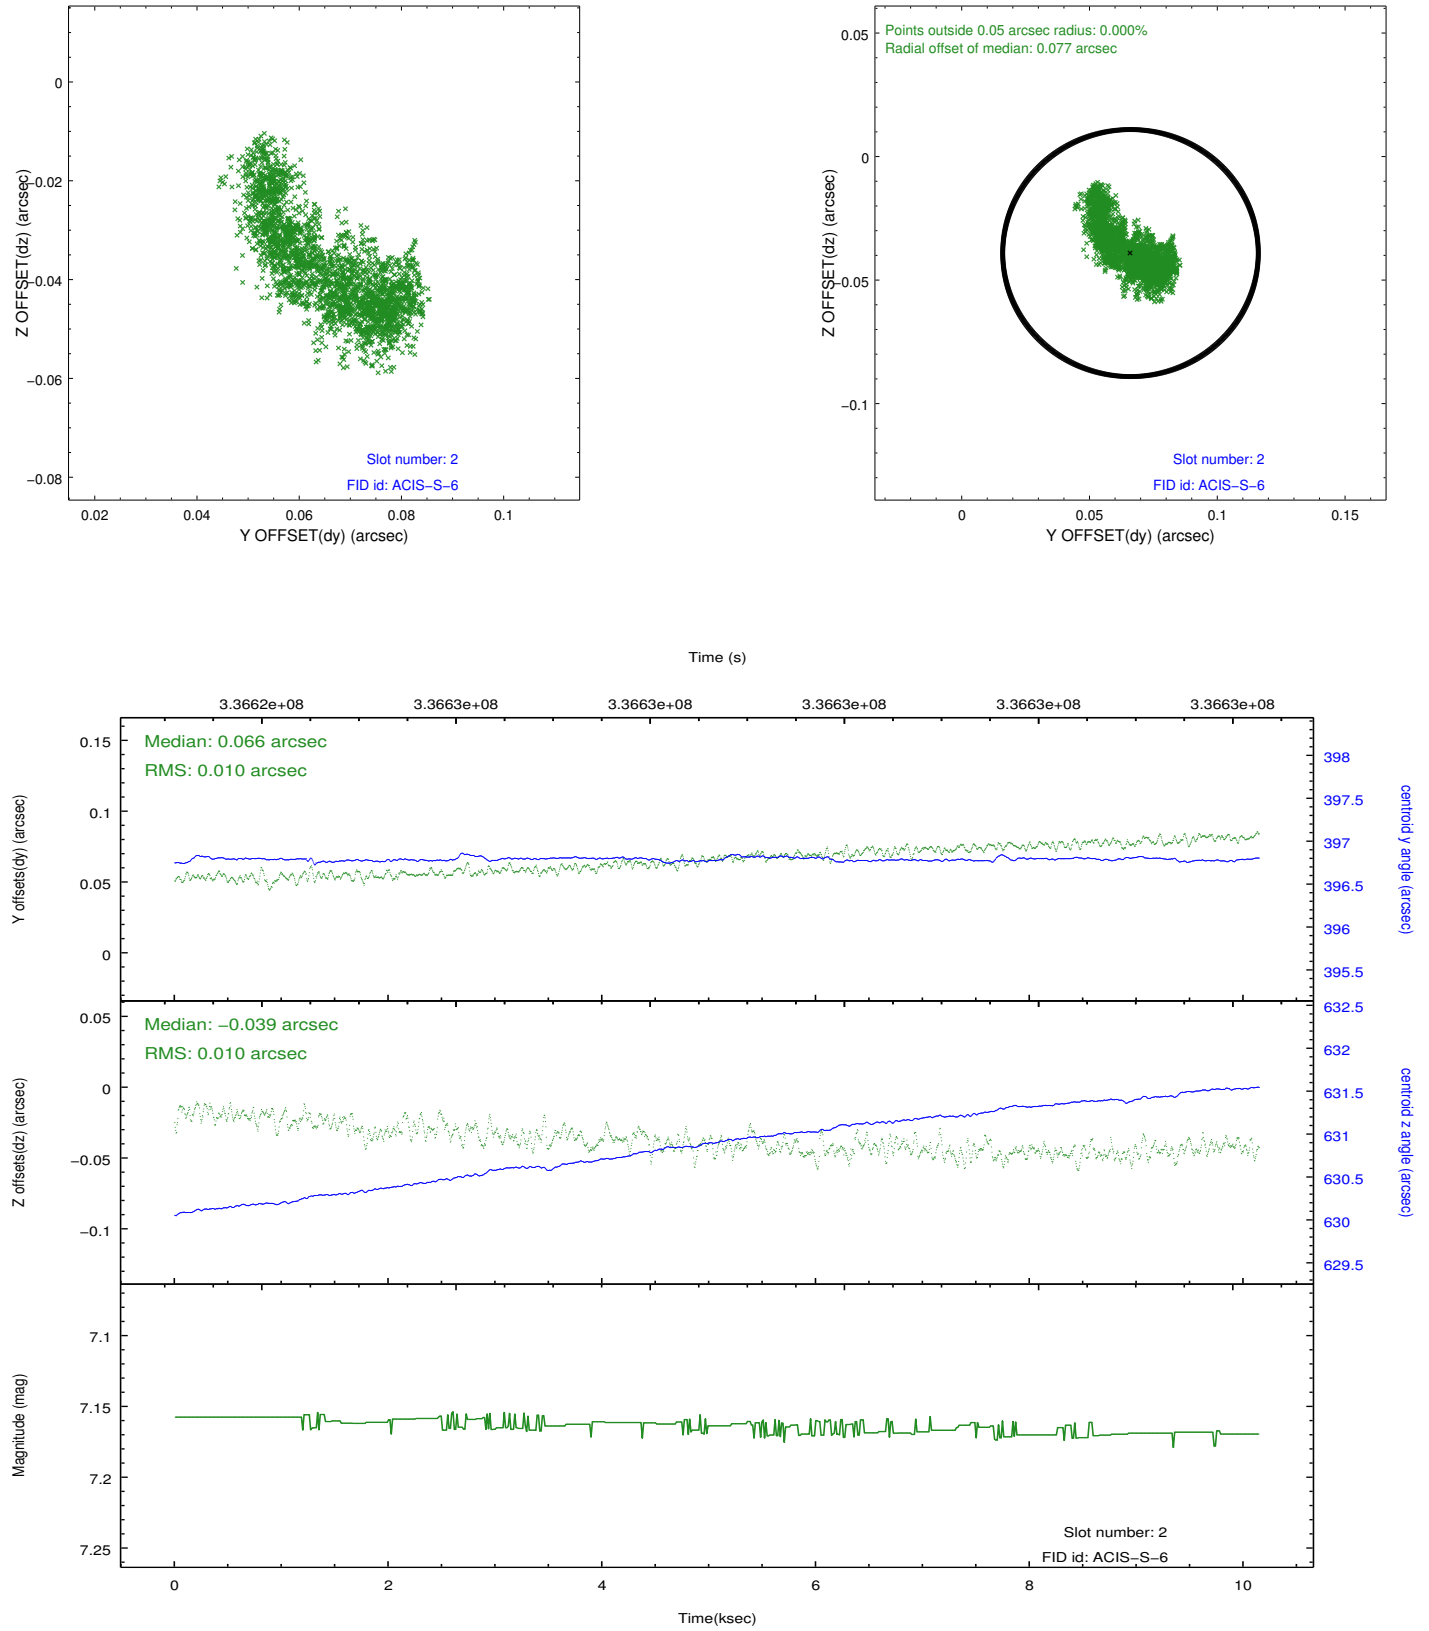 0
−0.02
−0.04
−0.06
−0.08
Z OFFSET(dz) (arcsec)
Slot number: 2
FID id: ACIS−S−6
0.02 0.04 0.06 0.08 0.1
Y OFFSET(dy) (arcsec)
Points outside 0.05 arcsec radius: 0.000%
Radial offset of median: 0.077 arcsec
0.05
0
−0.05
−0.1
Z OFFSET(dz) (arcsec)
Slot number: 2
FID id: ACIS−S−6
0 0.05 0.1 0.15
Y OFFSET(dy) (arcsec)
Time (s)
3.3662e+08 3.3663e+08 3.3663e+08 3.3663e+08 3.3663e+08 3.3663e+08
Median: 0.066 arcsec
RMS: 0.010 arcsec
0.15
0.1
0.05
0
Y offsets(dy) (arcsec)
398
397.5
397
396.5
396
395.5
centroid y angle (arcsec)
Median: −0.039 arcsec
RMS: 0.010 arcsec
0.05
0
−0.05
−0.1
Z offsets(dz) (arcsec)
632.5
632
631.5
631
630.5
630
629.5
centroid z angle (arcsec)
7.1
7.15
7.2
7.25
Magnitude (mag)
Slot number: 2
FID id: ACIS−S−6
0 2 4 6 8 10
Time(ksec)